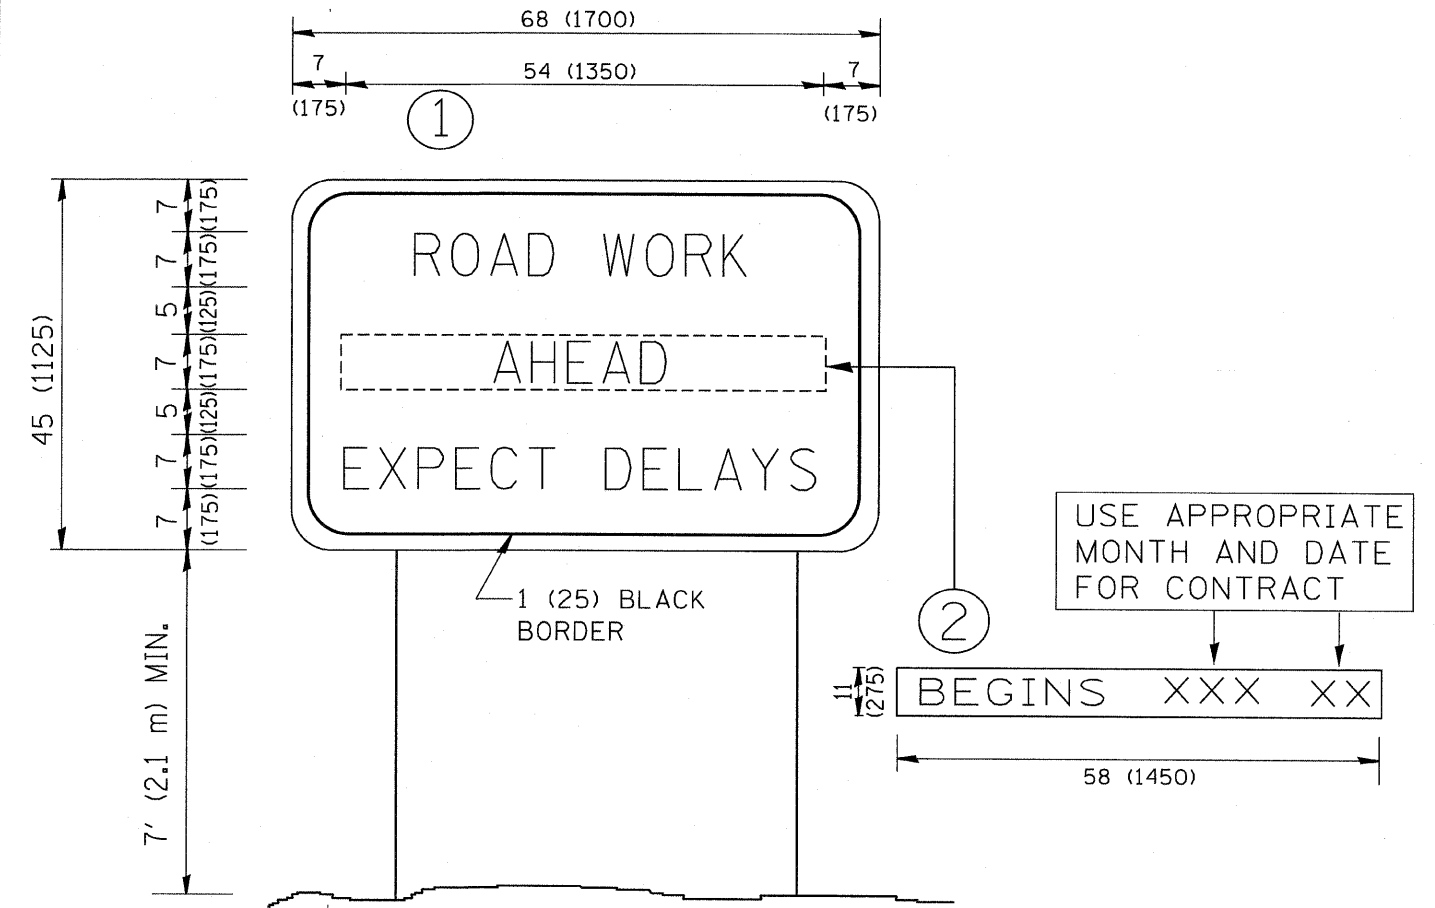 68 (1700)
7
54 (1350)
7
(175)
(175)
1
45 (1125)
7 (175)
7 (175)
5 (125)
7 (175)
5 (125)
7 (175)
7 (175)
ROAD WORK
AHEAD
EXPECT DELAYS
1 (25) BLACK
BORDER
7' (2.1 m) MIN.
2
USE APPROPRIATE
MONTH AND DATE
FOR CONTRACT
11
(275)
BEGINS XXX XX
58 (1450)